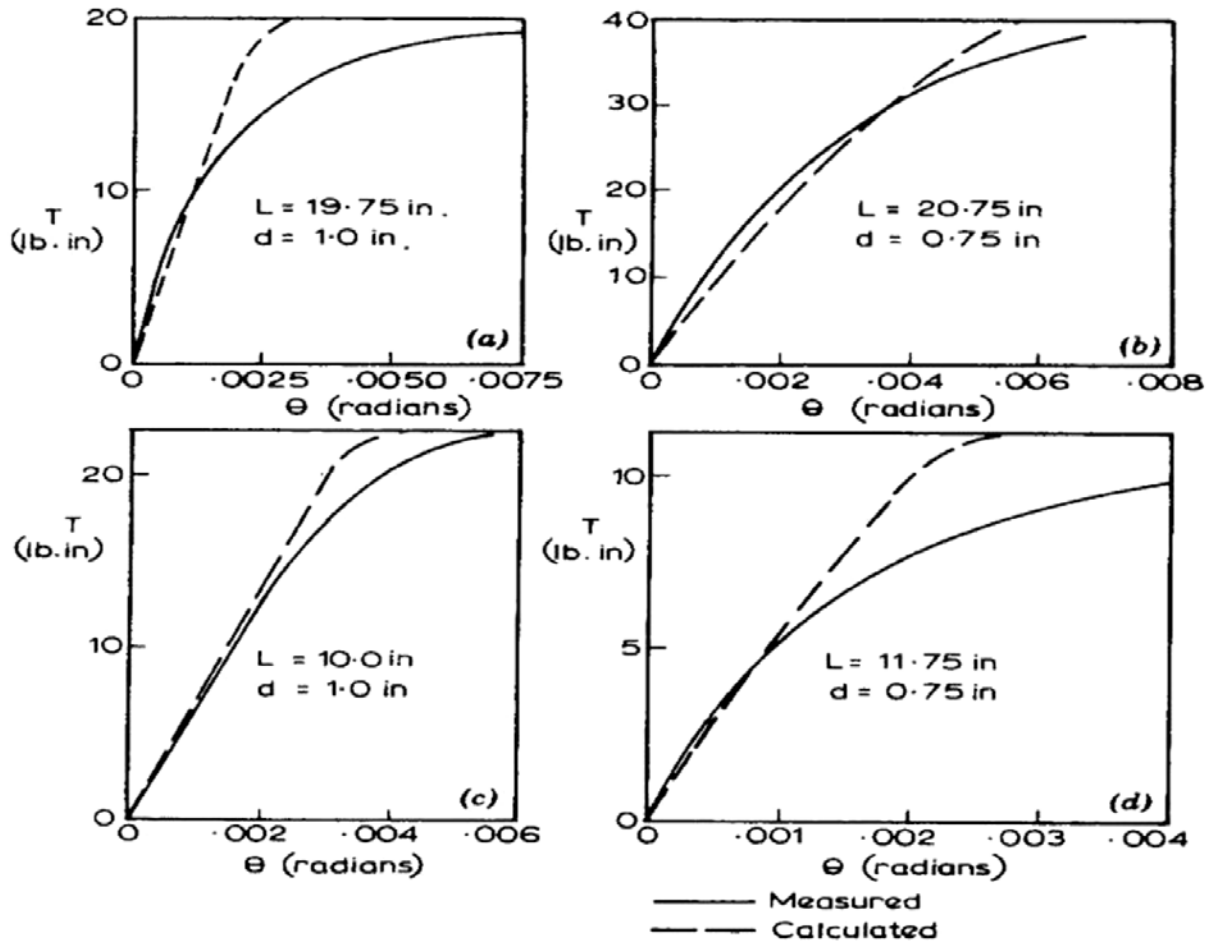 20
10
0
T
(lb.in)
L = 19·75 in.
d = 1·0 in.
(a)
0 ·0025 ·0050 ·0075
θ (radians)
40
30
20
10
0
T
(lb.in)
L = 20·75 in
d = 0·75 in
(b)
0 ·002 ·004 ·006 ·008
θ (radians)
20
10
0
T
(lb.in)
L = 10·0 in
d = 1·0 in
(c)
0 ·002 ·004 ·006
θ (radians)
10
5
0
T
(lb.in)
L = 11·75 in
d = 0·75 in
(d)
0 ·001 ·002 ·003 ·004
θ (radians)
Measured
Calculated